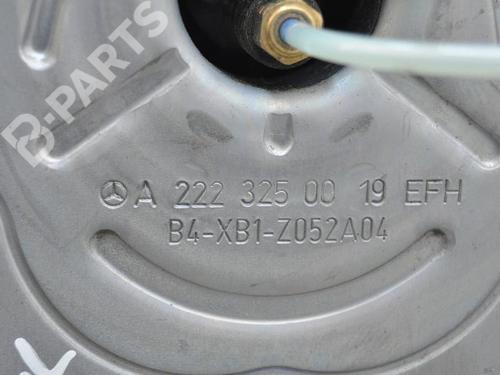 B-PARTS
A 222 325 00 19 EFH
B4-XB1-Z052A04